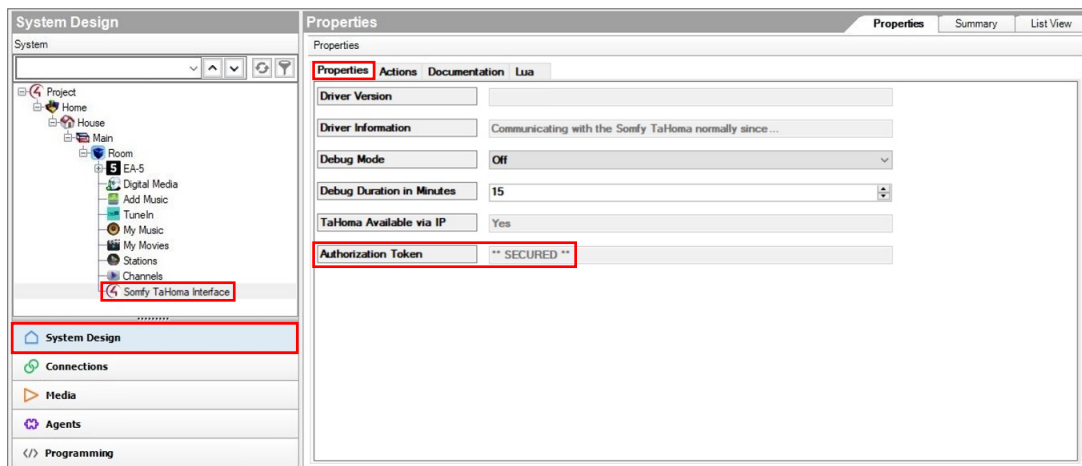 System Design
System
Project
Home
House
Main
Room
5 EA-5
Digital Media
Add Music
TuneIn
My Music
My Movies
Stations
Channels
Somfy TaHoma Interface
System Design
Connections
Media
Agents
</> Programming
Properties
Properties Summary List View
Properties
Properties Actions Documentation Lua
Driver Version
Driver Information Communicating with the Somfy TaHoma normally since ...
Debug Mode Off
Debug Duration in Minutes 15
TaHoma Available via IP Yes
Authorization Token ** SECURED **